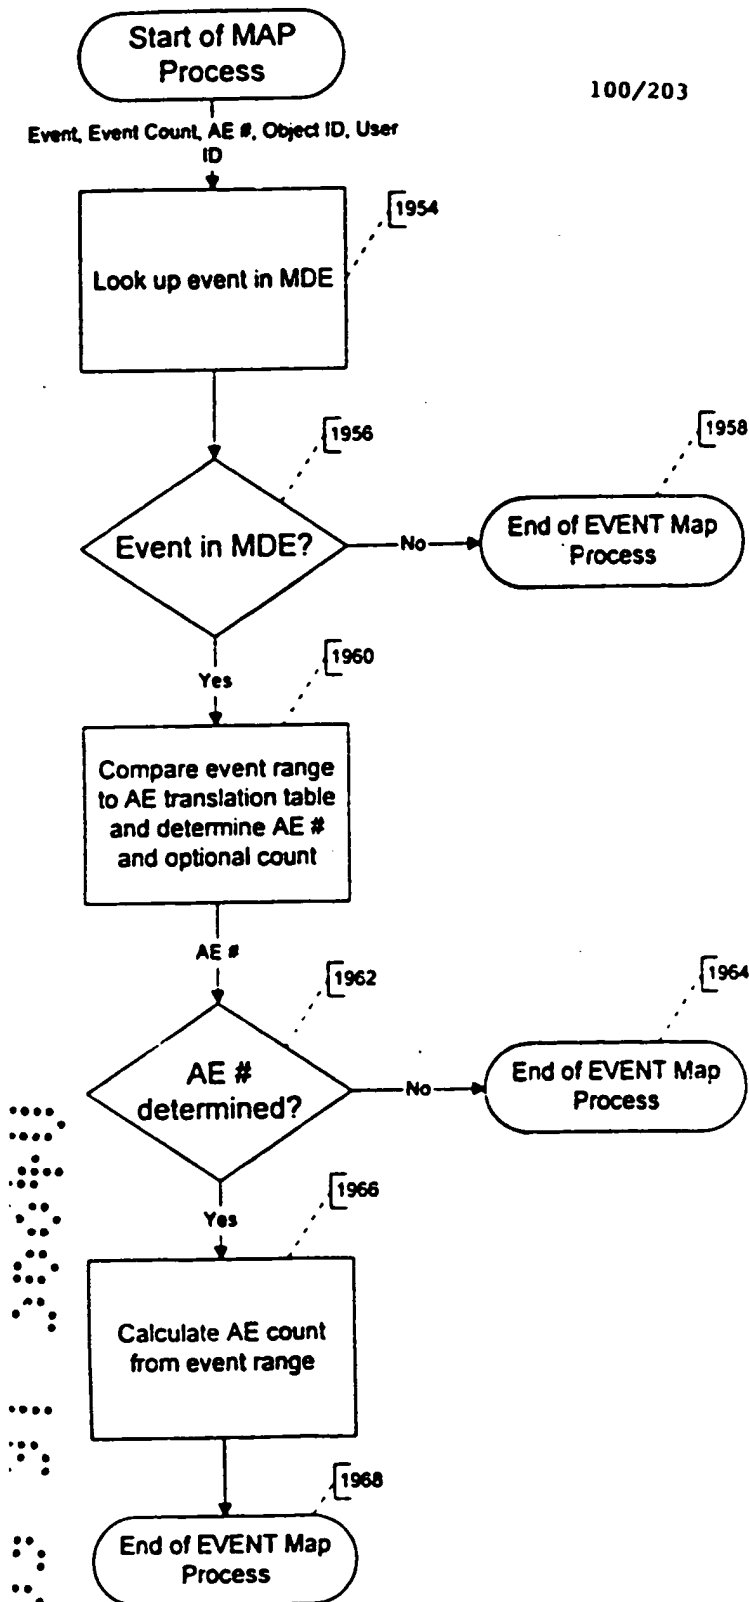 Start of MAP
Process
100/203
Event, Event Count, AE #, Object ID, User
ID
1954
Look up event in MDE
1956
1958
Event in MDE?
No
End of EVENT Map
Process
1960
Yes
Compare event range
to AE translation table
and determine AE #
and optional count
AE #
1962
1964
AE #
determined?
No
End of EVENT Map
Process
1966
Yes
Calculate AE count
from event range
1968
End of EVENT Map
Process